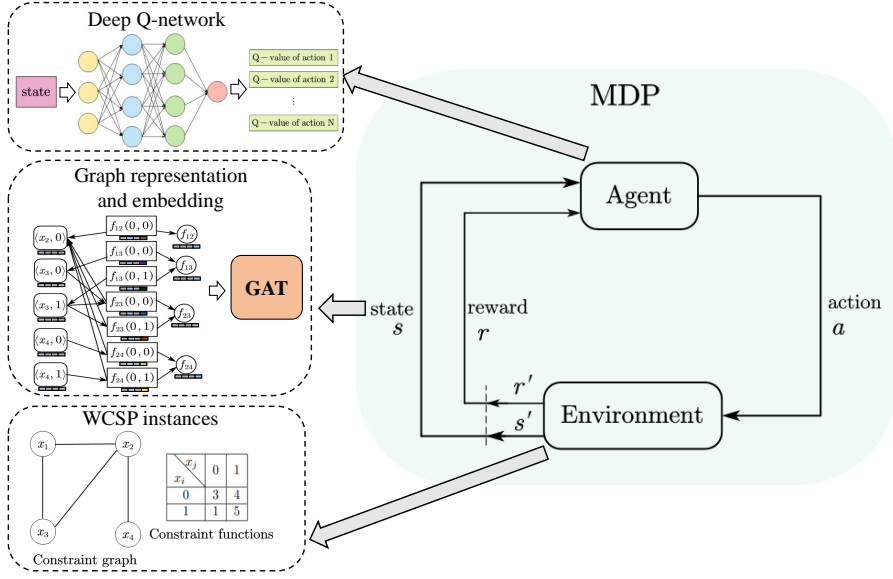 Deep Q-network
state
Q − value of action 1
Q − value of action 2
⋮
Q − value of action N
Graph representation
and embedding
⟨x₂, 0⟩
⟨x₃, 0⟩
⟨x₃, 1⟩
⟨x₄, 0⟩
⟨x₄, 1⟩
f₁₂(0, 0)
f₁₃(0, 0)
f₁₃(0, 1)
f₂₃(0, 0)
f₂₃(0, 1)
f₂₄(0, 0)
f₂₄(0, 1)
f₁₂
f₁₃
f₂₃
f₂₄
GAT
WCSP instances
x₁
x₂
x₃
x₄
Constraint graph
xⱼ 0 1
xᵢ
0 3 4
1 1 5
Constraint functions
MDP
Agent
state
s
reward
r
action
a
r′
s′
Environment